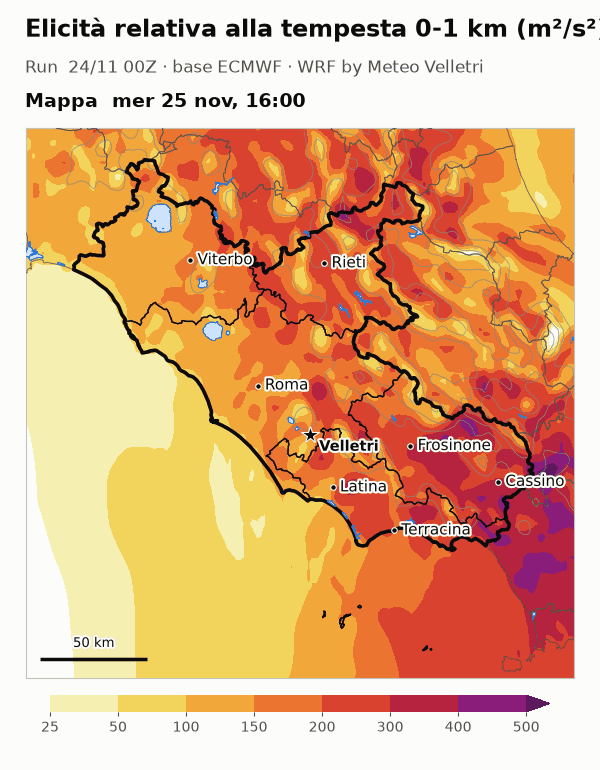 Elicità relativa alla tempesta 0-1 km (m²/s²)
Run 24/11 00Z · base ECMWF · WRF by Meteo Velletri
Mappa mer 25 nov, 16:00
Viterbo
Rieti
Roma
Velletri
Frosinone
Cassino
Latina
Terracina
50 km
25 50 100 150 200 300 400 500